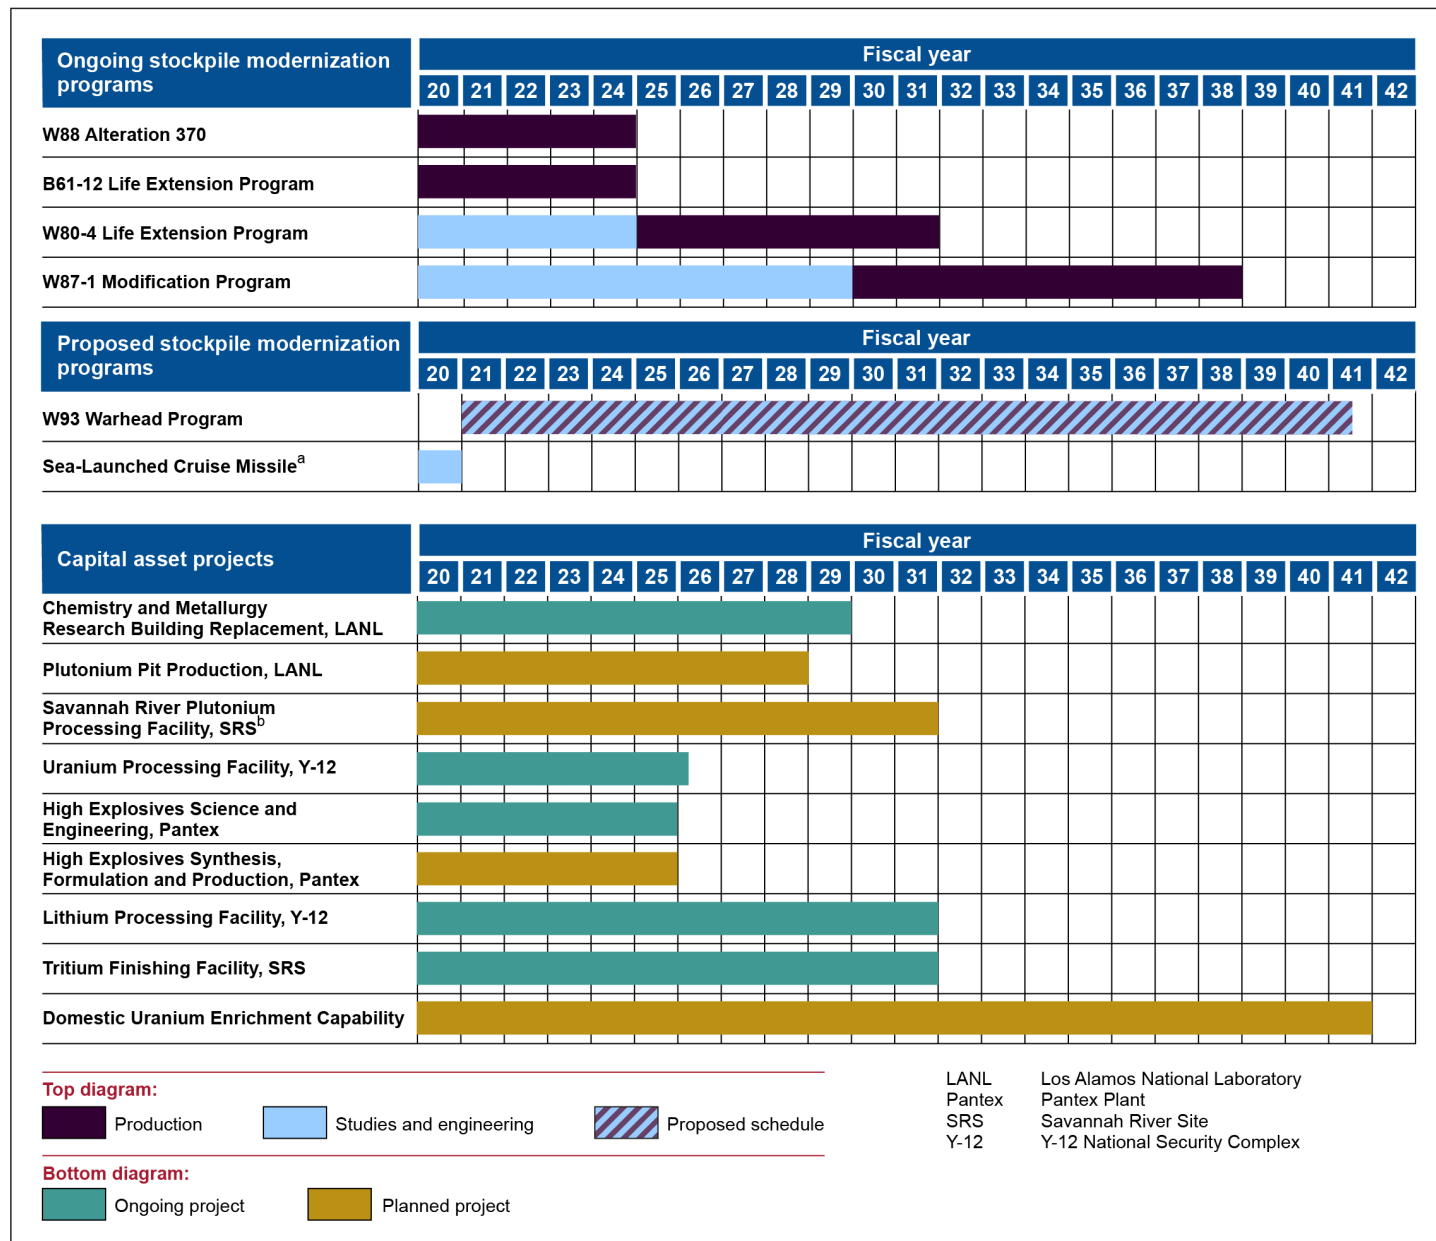 Ongoing stockpile modernization
programs
Fiscal year
20 21 22 23 24 25 26 27 28 29 30 31 32 33 34 35 36 37 38 39 40 41 42
W88 Alteration 370
B61-12 Life Extension Program
W80-4 Life Extension Program
W87-1 Modification Program
Proposed stockpile modernization
programs
Fiscal year
20 21 22 23 24 25 26 27 28 29 30 31 32 33 34 35 36 37 38 39 40 41 42
W93 Warhead Program
Sea-Launched Cruise Missile^a
Capital asset projects
Fiscal year
20 21 22 23 24 25 26 27 28 29 30 31 32 33 34 35 36 37 38 39 40 41 42
Chemistry and Metallurgy
Research Building Replacement, LANL
Plutonium Pit Production, LANL
Savannah River Plutonium
Processing Facility, SRS^b
Uranium Processing Facility, Y-12
High Explosives Science and
Engineering, Pantex
High Explosives Synthesis,
Formulation and Production, Pantex
Lithium Processing Facility, Y-12
Tritium Finishing Facility, SRS
Domestic Uranium Enrichment Capability
Top diagram:
Production
Studies and engineering
Proposed schedule
Bottom diagram:
Ongoing project
Planned project
LANL Los Alamos National Laboratory
Pantex Pantex Plant
SRS Savannah River Site
Y-12 Y-12 National Security Complex